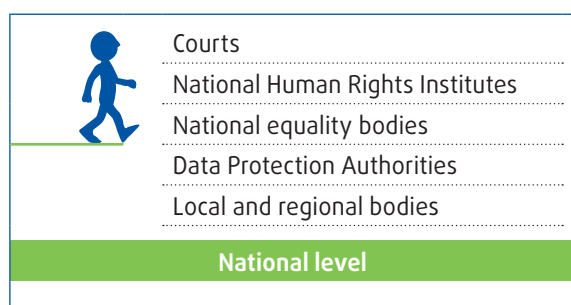 Courts
National Human Rights Institutes
National equality bodies
Data Protection Authorities
Local and regional bodies
National level